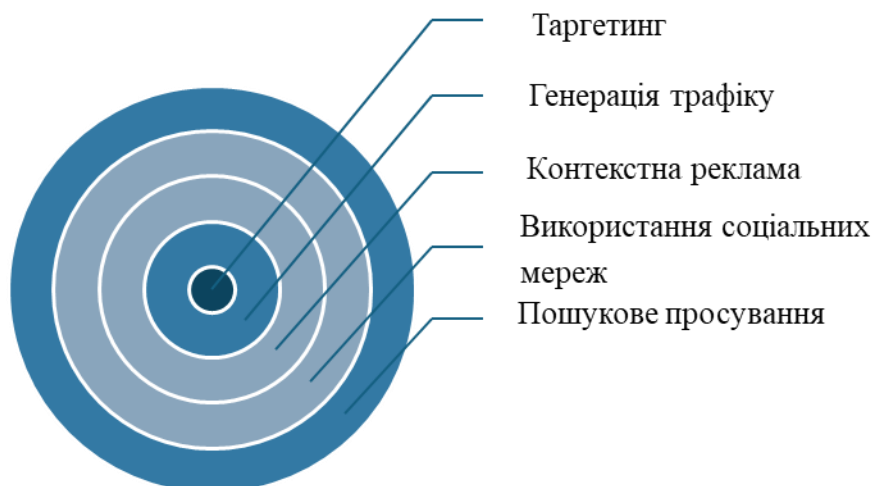 Таргетинг
Генерація трафіку
Контекстна реклама
Використання соціальних
мереж
Пошукове просування